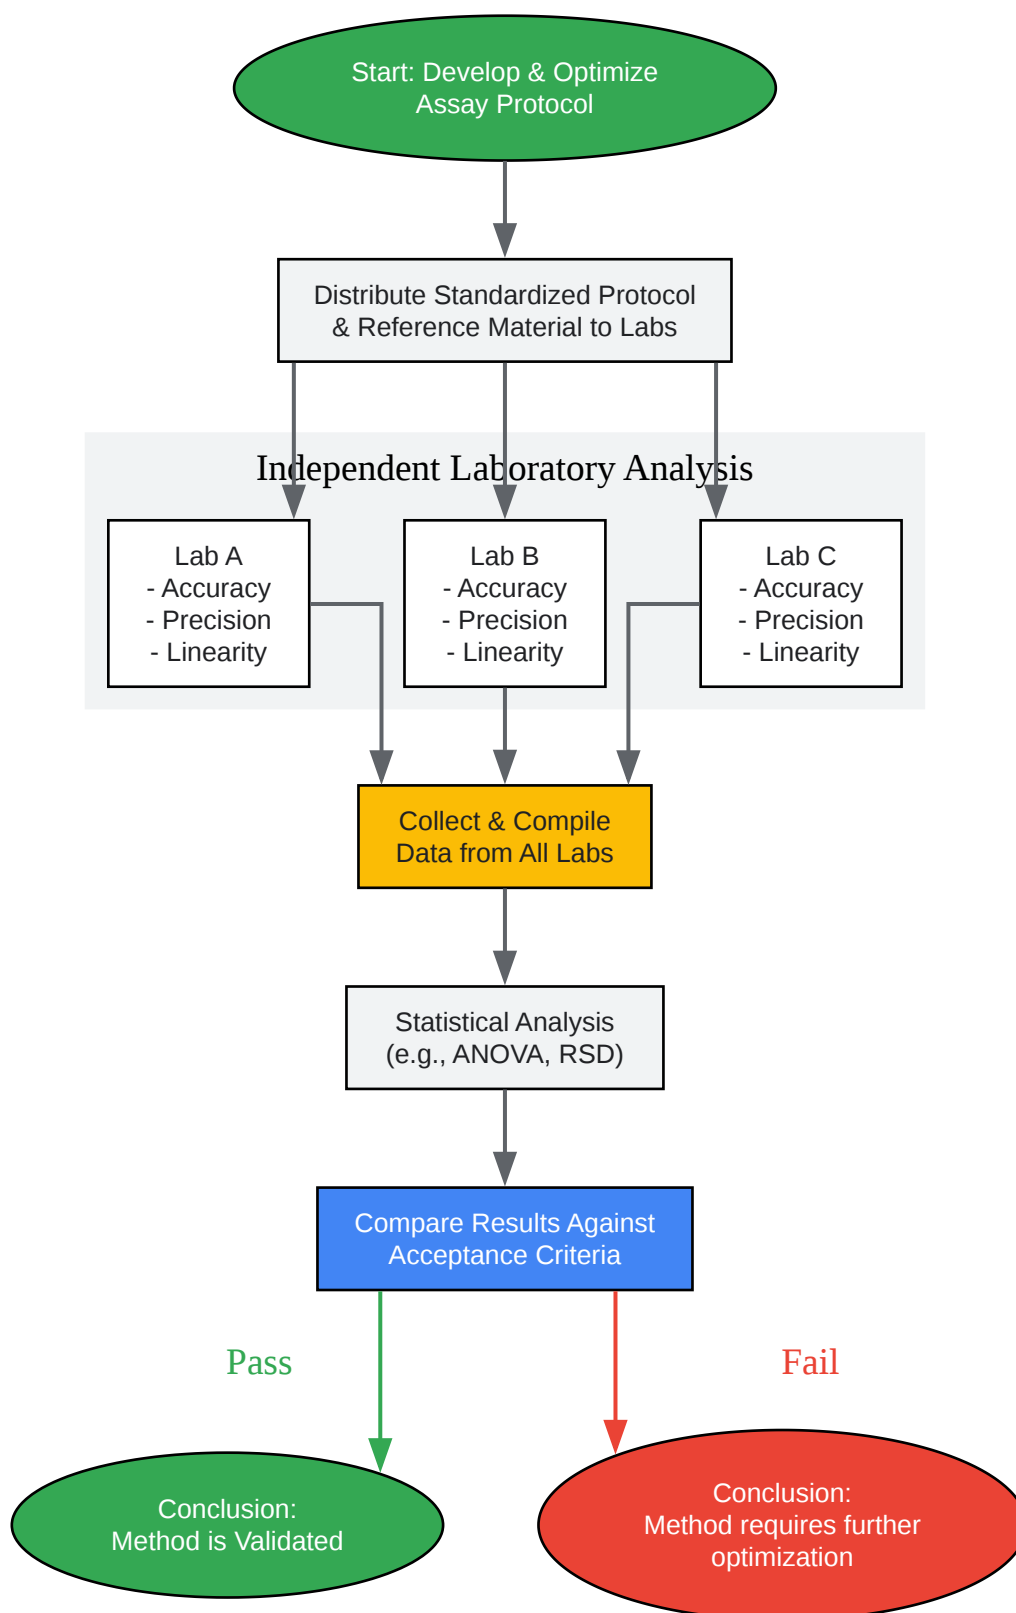 Start: Develop & Optimize
Assay Protocol
Distribute Standardized Protocol
& Reference Material to Labs
Independent Laboratory Analysis
Lab A
- Accuracy
- Precision
- Linearity
Lab B
- Accuracy
- Precision
- Linearity
Lab C
- Accuracy
- Precision
- Linearity
Collect & Compile
Data from All Labs
Statistical Analysis
(e.g., ANOVA, RSD)
Compare Results Against
Acceptance Criteria
Pass
Fail
Conclusion:
Method is Validated
Conclusion:
Method requires further
optimization